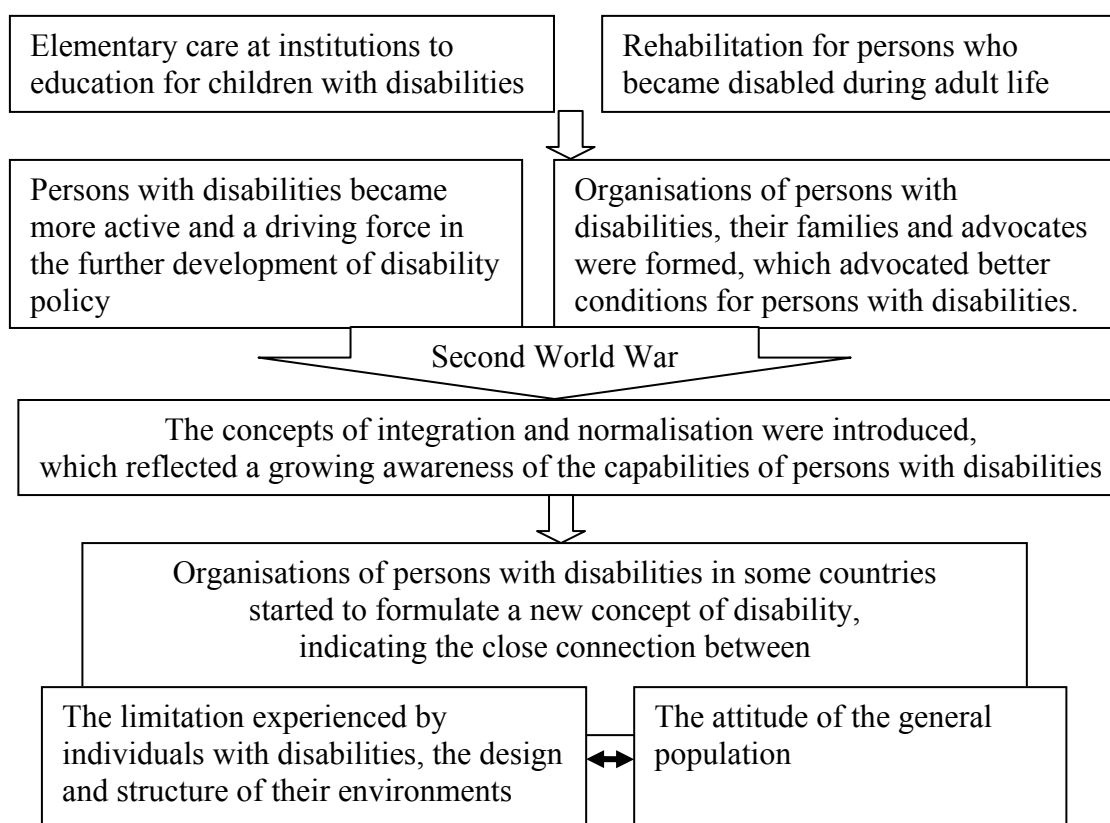 Elementary care at institutions to
education for children with disabilities
Rehabilitation for persons who
became disabled during adult life
Persons with disabilities became
more active and a driving force in
the further development of disability
policy
Organisations of persons with
disabilities, their families and advocates
were formed, which advocated better
conditions for persons with disabilities.
Second World War
The concepts of integration and normalisation were introduced,
which reflected a growing awareness of the capabilities of persons with disabilities
Organisations of persons with disabilities in some countries
started to formulate a new concept of disability,
indicating the close connection between
The limitation experienced by
individuals with disabilities, the design
and structure of their environments
The attitude of the general
population